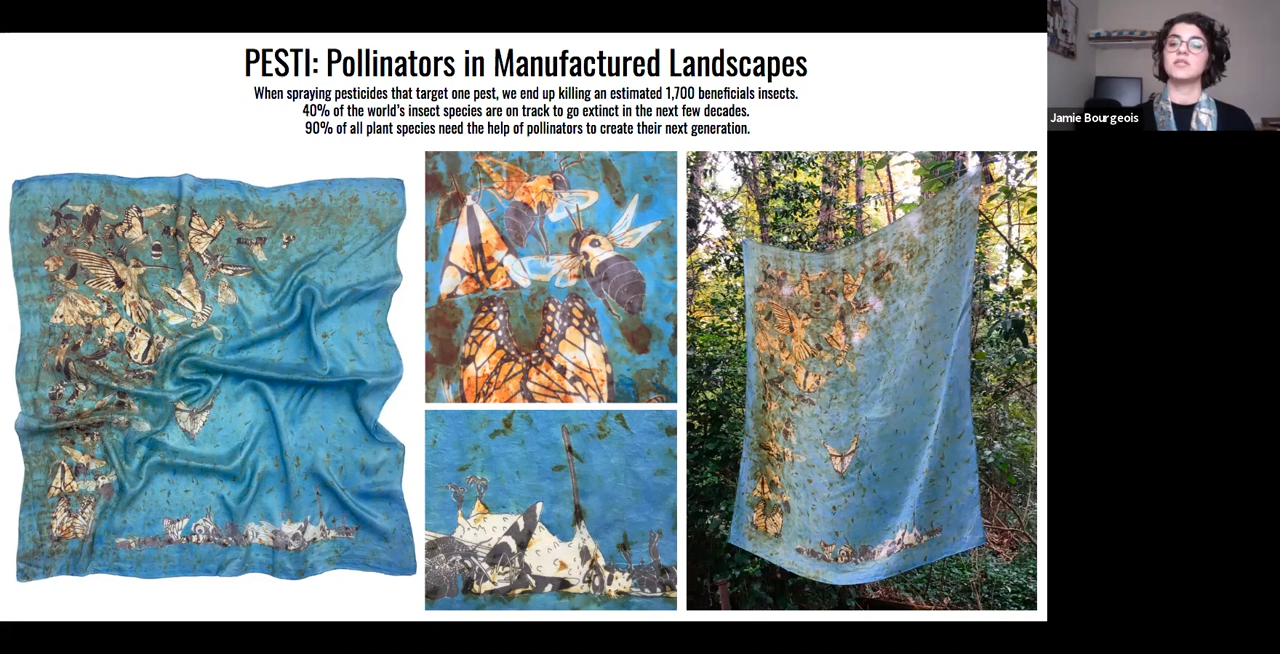 PESTI: Pollinators in Manufactured Landscapes
When spraying pesticides that target one pest, we end up killing an estimated 1,700 beneficials insects.
40% of the world's insect species are on track to go extinct in the next few decades.
90% of all plant species need the help of pollinators to create their next generation.
Jamie Bourgeois